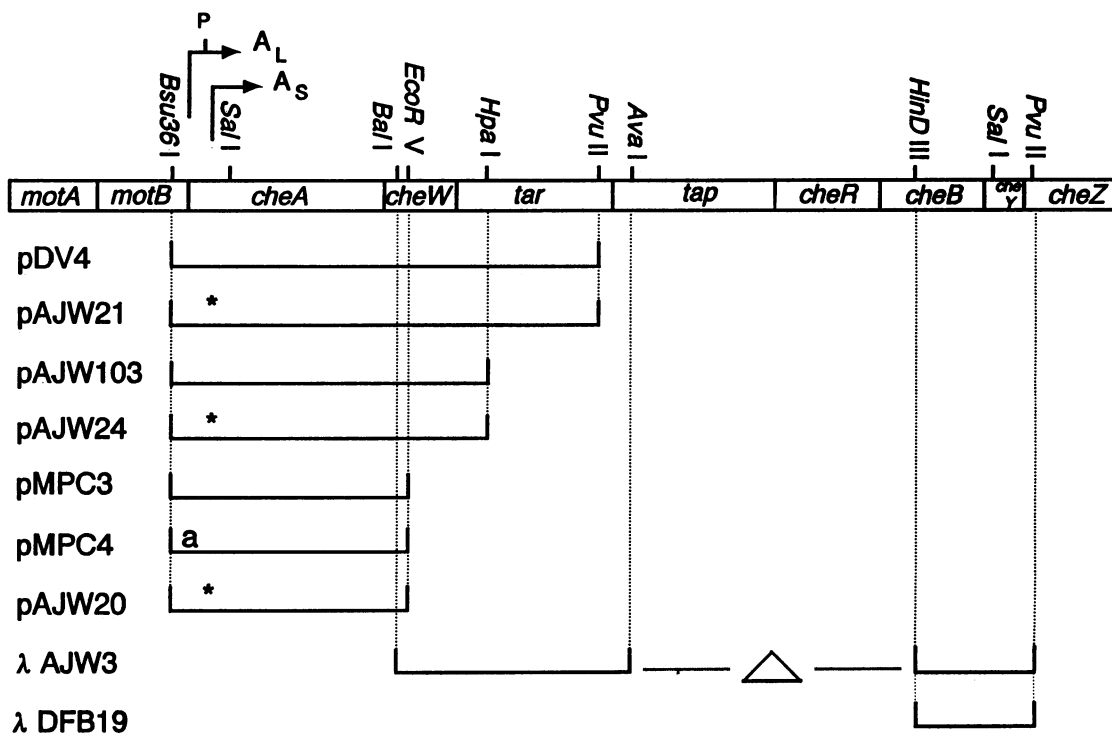 P
A L
A S
Bsu36 I
Sal I
Bal I
EcoR V
Hpa I
Pvu II
Ava I
HinD III
Sal I
Pvu II
motA motB cheA cheW tar tap cheR cheB che Y cheZ
pDV4
pAJW21 *
pAJW103
pAJW24 *
pMPC3
pMPC4 a
pAJW20 *
λ AJW3
λ DFB19